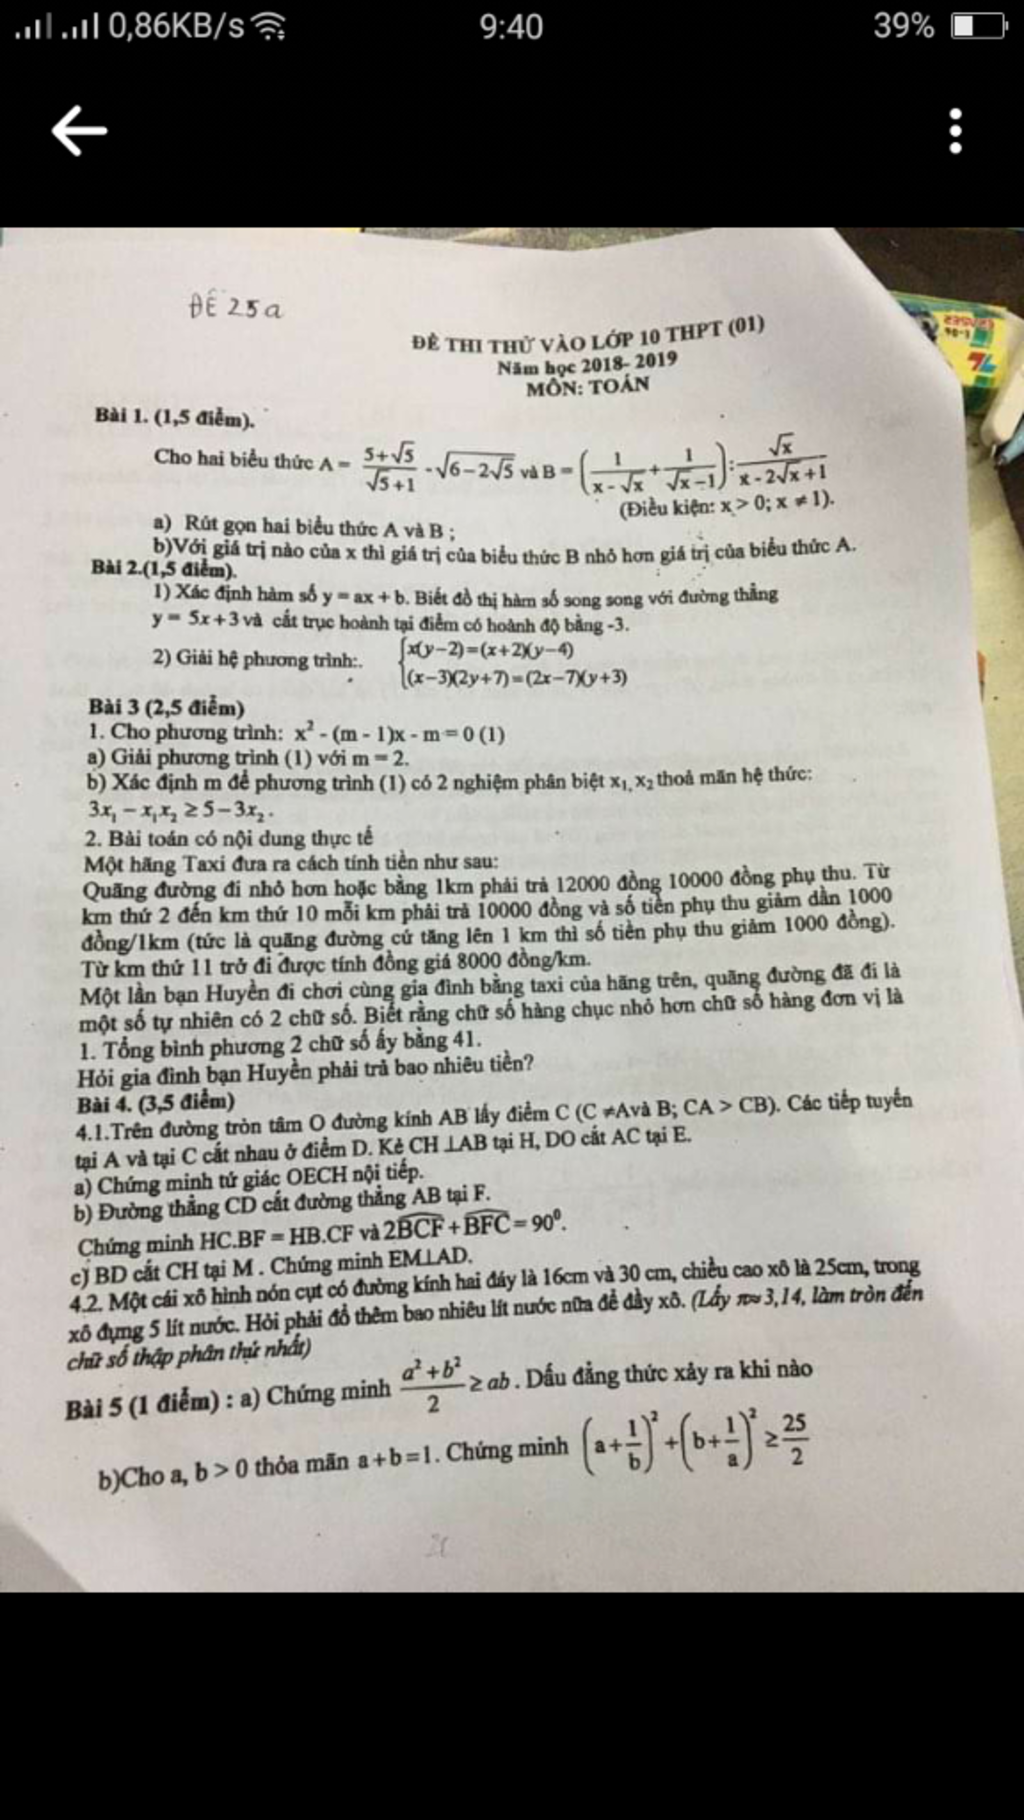 0,86KB/s 9:40 39%
ĐỀ 25a
ĐỀ THI THỬ VÀO LỚP 10 THPT (01)
Năm học 2018- 2019
MÔN: TOÁN
ERUSER
Bài 1. (1,5 điểm).
Cho hai biểu thức A = (5+√5)/(√5+1) - √(6-2√5) và B = (1/(x-√x) + 1/(√x-1)) : √x/(x-2√x+1)
(Điều kiện: x > 0; x ≠ 1).
a) Rút gọn hai biểu thức A và B ;
b)Với giá trị nào của x thì giá trị của biểu thức B nhỏ hơn giá trị của biểu thức A.
Bài 2.(1,5 điểm).
1) Xác định hàm số y = ax + b. Biết đồ thị hàm số song song với đường thẳng
y = 5x+3 và cắt trục hoành tại điểm có hoành độ bằng -3.
2) Giải hệ phương trình:. {x(y-2)=(x+2)(y-4)
(x-3)(2y+7)=(2x-7)(y+3)
Bài 3 (2,5 điểm)
1. Cho phương trình: x² - (m - 1)x - m = 0 (1)
a) Giải phương trình (1) với m = 2.
b) Xác định m để phương trình (1) có 2 nghiệm phân biệt x₁, x₂ thoả mãn hệ thức:
3x₁ - x₁x₂ ≥ 5 - 3x₂.
2. Bài toán có nội dung thực tế
Một hãng Taxi đưa ra cách tính tiền như sau:
Quãng đường đi nhỏ hơn hoặc bằng 1km phải trả 12000 đồng 10000 đồng phụ thu. Từ
km thứ 2 đến km thứ 10 mỗi km phải trả 10000 đồng và số tiền phụ thu giảm dần 1000
đồng/1km (tức là quãng đường cứ tăng lên 1 km thì số tiền phụ thu giảm 1000 đồng).
Từ km thứ 11 trở đi được tính đồng giá 8000 đồng/km.
Một lần bạn Huyền đi chơi cùng gia đình bằng taxi của hãng trên, quãng đường đã đi là
một số tự nhiên có 2 chữ số. Biết rằng chữ số hàng chục nhỏ hơn chữ số hàng đơn vị là
1. Tổng bình phương 2 chữ số ấy bằng 41.
Hỏi gia đình bạn Huyền phải trả bao nhiêu tiền?
Bài 4. (3,5 điểm)
4.1.Trên đường tròn tâm O đường kính AB lấy điểm C (C ≠Avà B; CA > CB). Các tiếp tuyến
tại A và tại C cắt nhau ở điểm D. Kẻ CH ⊥AB tại H, DO cắt AC tại E.
a) Chứng minh tứ giác OECH nội tiếp.
b) Đường thẳng CD cắt đường thẳng AB tại F.
Chứng minh HC.BF = HB.CF và 2BCF + BFC = 90⁰.
c) BD cắt CH tại M . Chứng minh EM⊥AD.
4.2. Một cái xô hình nón cụt có đường kính hai đáy là 16cm và 30 cm, chiều cao xô là 25cm, trong
xô đựng 5 lít nước. Hỏi phải đổ thêm bao nhiêu lít nước nữa để đầy xô. (Lấy π≈ 3,14, làm tròn đến
chữ số thập phân thứ nhất)
Bài 5 (1 điểm) : a) Chứng minh (a²+b²)/2 ≥ ab . Dấu đẳng thức xảy ra khi nào
b)Cho a, b > 0 thỏa mãn a+b=1. Chứng minh (a+1/b)² + (b+1/a)² ≥ 25/2